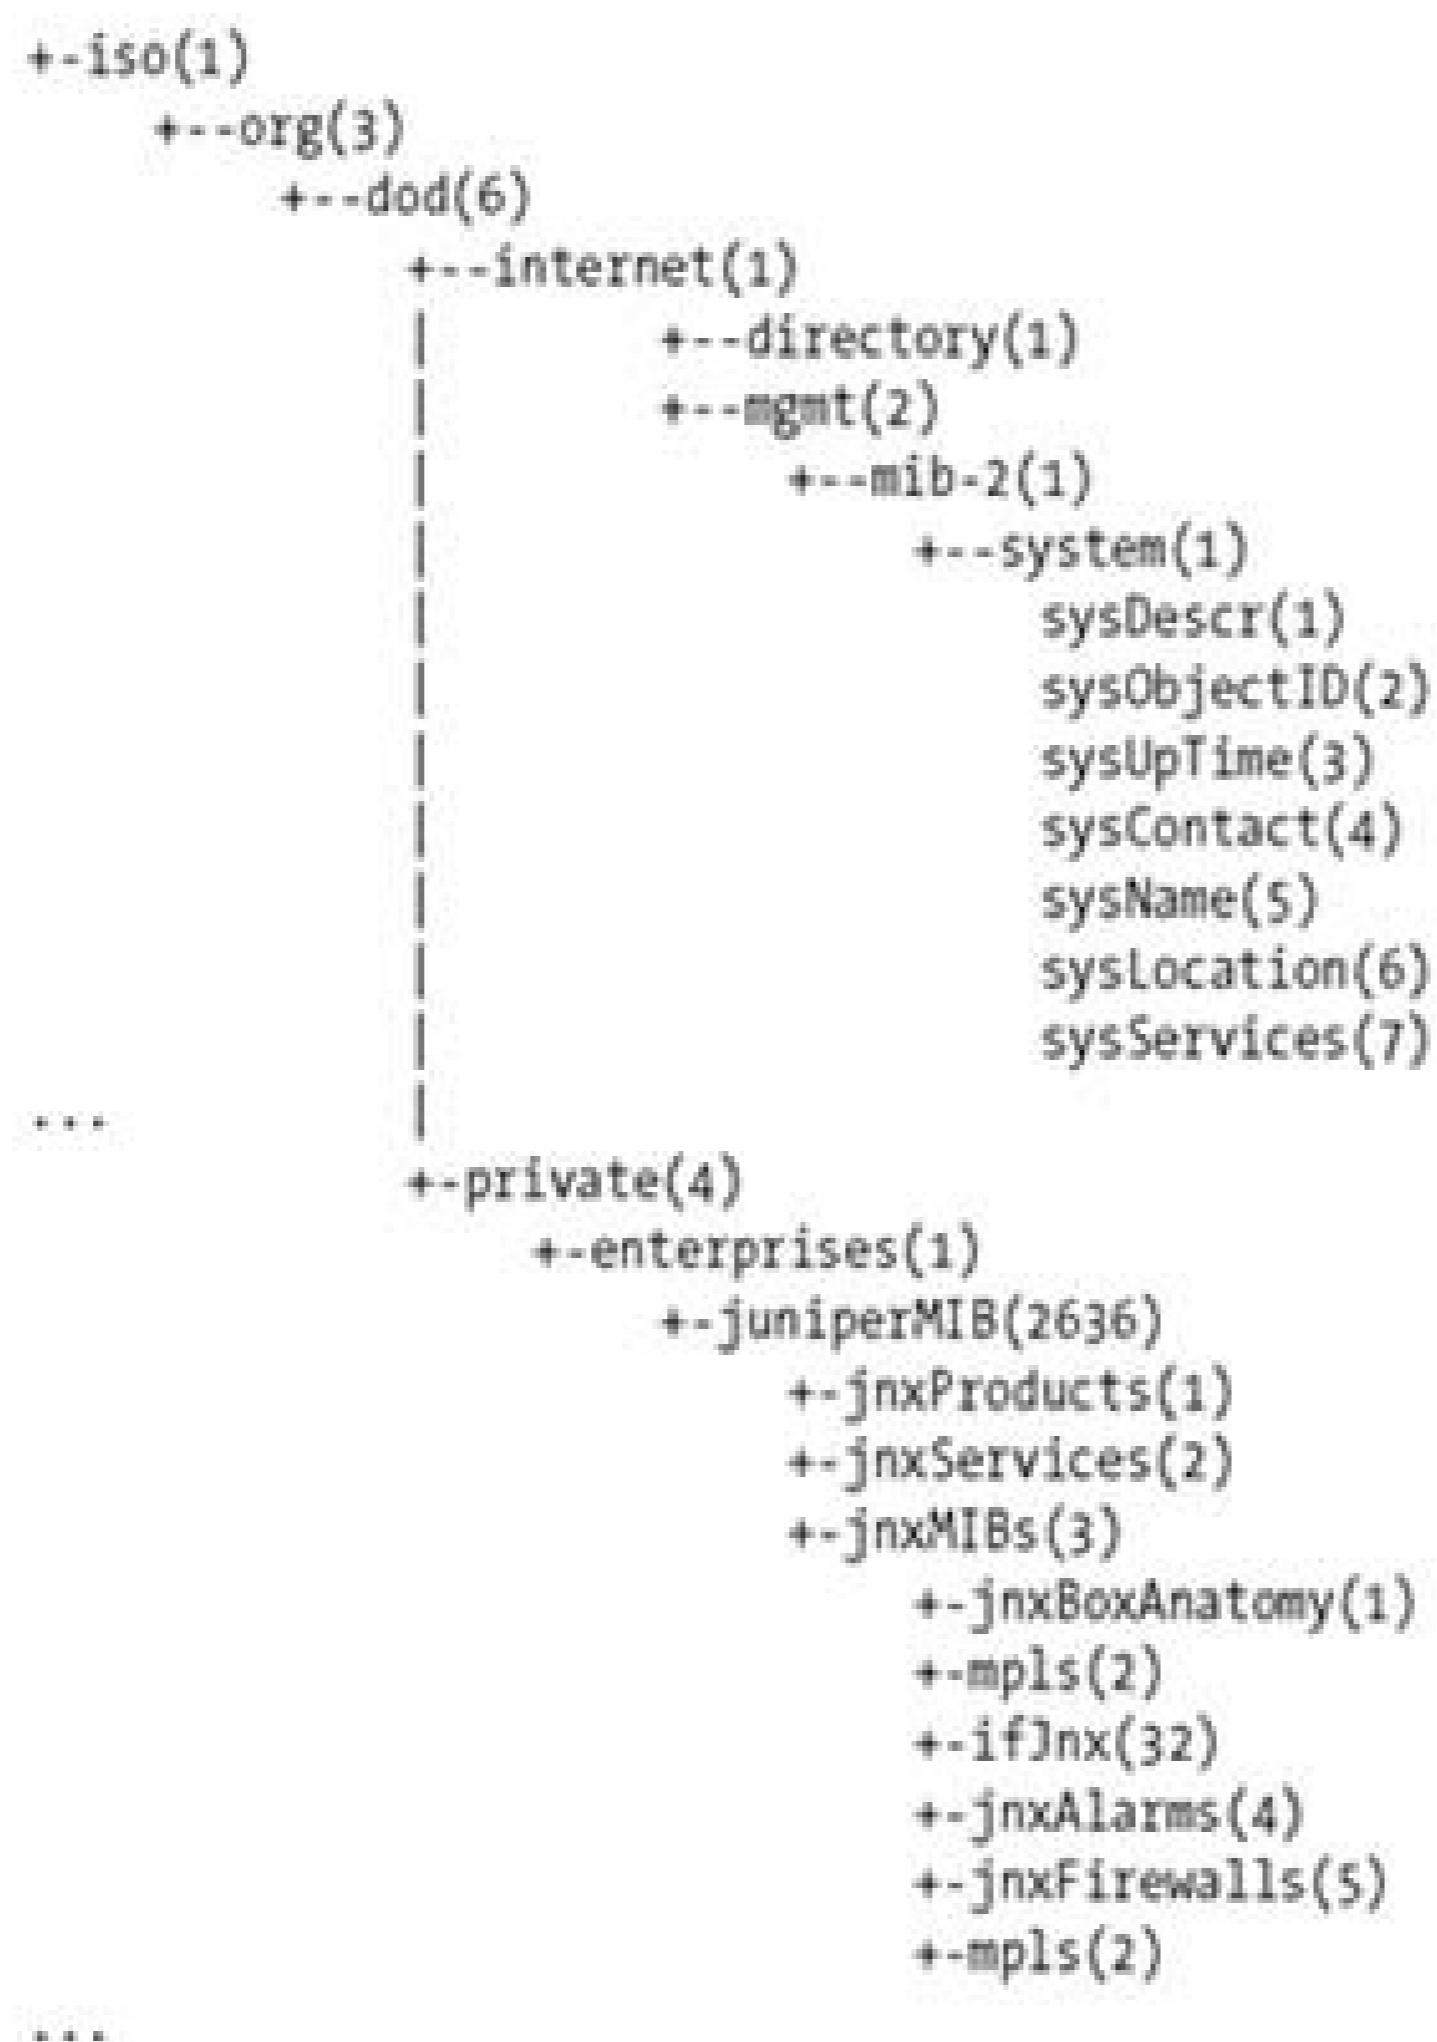 +-iso(1)
+--org(3)
+--dod(6)
+--internet(1)
| +--directory(1)
| +--mgmt(2)
| +--mib-2(1)
| +--system(1)
| sysDescr(1)
| sysObjectID(2)
| sysUpTime(3)
| sysContact(4)
| sysName(5)
| sysLocation(6)
| sysServices(7)
... |
+-private(4)
+-enterprises(1)
+-juniperMIB(2636)
+-jnxProducts(1)
+-jnxServices(2)
+-jnxMIBs(3)
+-jnxBoxAnatomy(1)
+-mpls(2)
+-ifJnx(32)
+-jnxAlarms(4)
+-jnxFirewalls(5)
+-mpls(2)
...